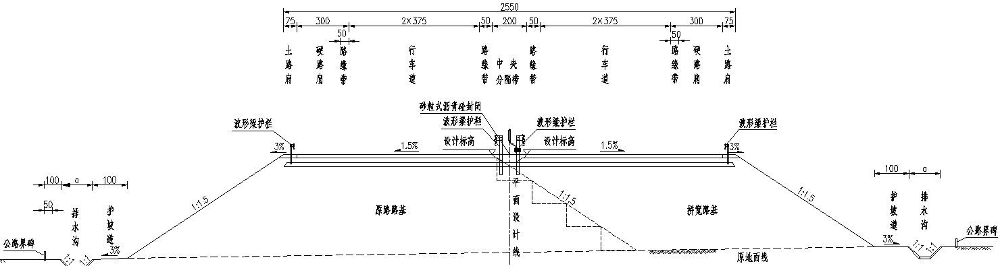 2550
75 300 2×375 50 200 50 2×375 300 75
50 50
土路肩 硬路肩 路缘带 行车道 路缘带 中央分隔带 路缘带 行车道 路缘带 硬路肩 土路肩
砂粒式沥青砼封闭
波形梁护栏 波形梁护栏 波形梁护栏 波形梁护栏
设计标高 设计标高
3% 1.5% 1.5% 3%
100 a 100 100 a
50
1:1.5 1:1.5 1:1.5
排水沟 护坡道 原路路基 平面设计线 拼宽路基 护坡道 排水沟
公路界碑 公路界碑
3% 3%
1:1 1:1 1:1 1:1
原地面线